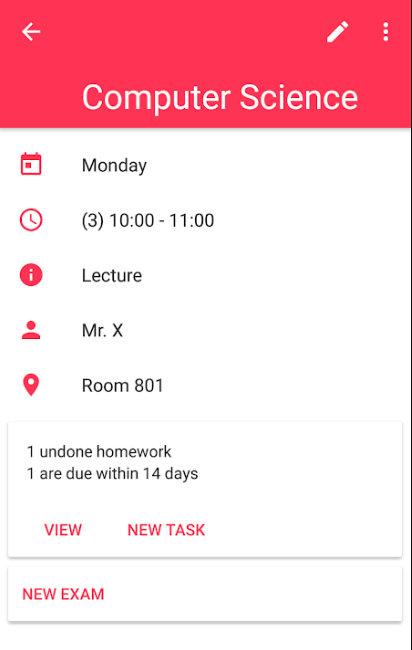 Computer Science
Monday
(3) 10:00 - 11:00
Lecture
Mr. X
Room 801
1 undone homework
1 are due within 14 days
VIEW NEW TASK
NEW EXAM